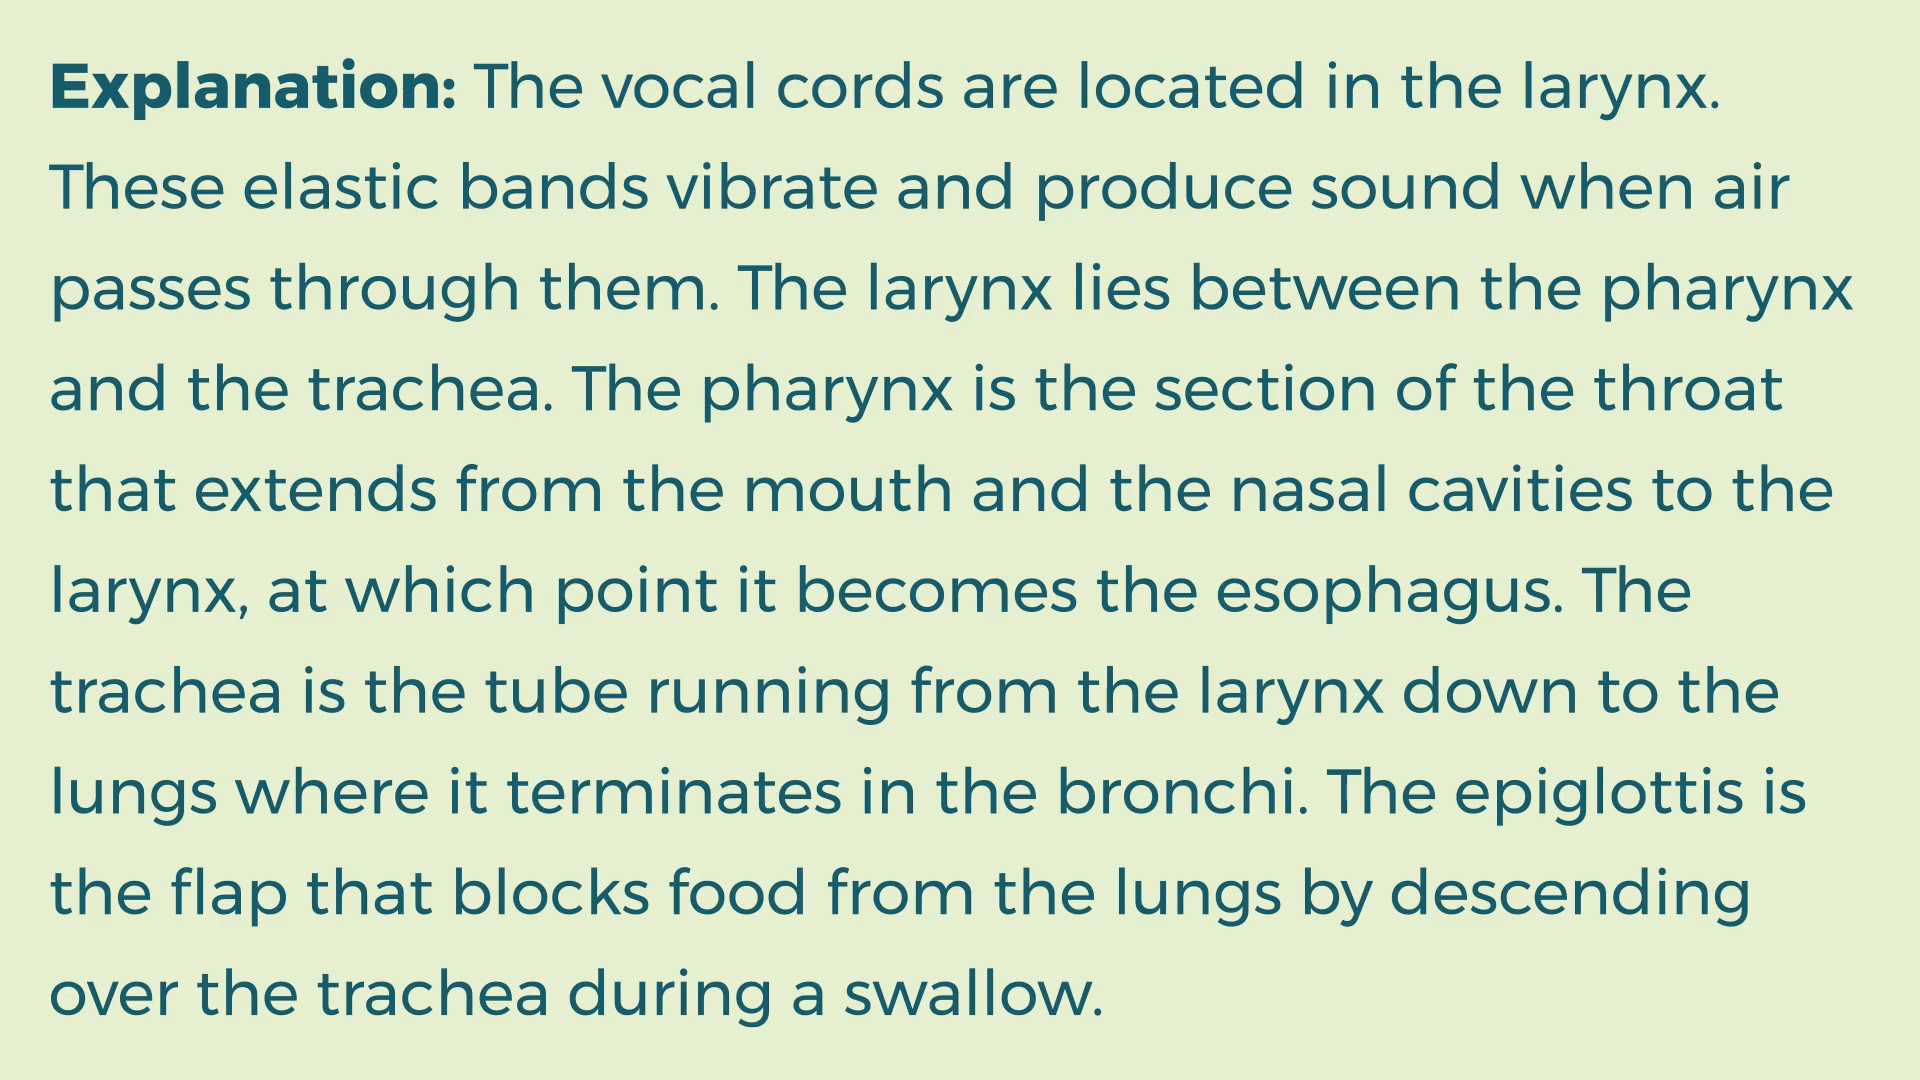 Explanation: The vocal cords are located in the larynx.
These elastic bands vibrate and produce sound when air
passes through them. The larynx lies between the pharynx
and the trachea. The pharynx is the section of the throat
that extends from the mouth and the nasal cavities to the
larynx, at which point it becomes the esophagus. The
trachea is the tube running from the larynx down to the
lungs where it terminates in the bronchi. The epiglottis is
the flap that blocks food from the lungs by descending
over the trachea during a swallow.